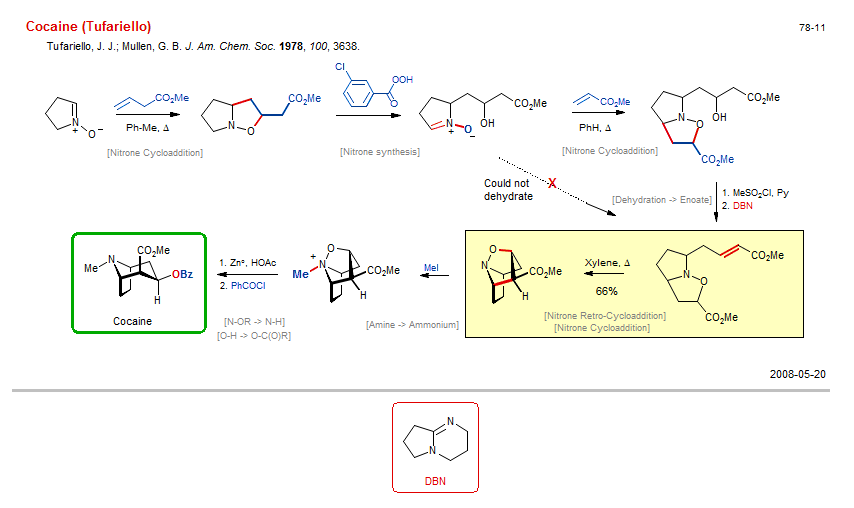 Cocaine (Tufariello)
78-11
Tufariello, J. J.; Mullen, G. B. J. Am. Chem. Soc. 1978, 100, 3638.
N
+
O
−
CO2Me
Ph-Me, Δ
[Nitrone Cycloaddition]
N
O
CO2Me
Cl
OOH
O
[Nitrone synthesis]
N
+
O
−
OH
CO2Me
CO2Me
PhH, Δ
[Nitrone Cycloaddition]
N
O
OH
CO2Me
CO2Me
Could not
dehydrate
X
[Dehydration -> Enoate]
1. MeSO2Cl, Py
2. DBN
N
O
CO2Me
CO2Me
Xylene, Δ
66%
[Nitrone Retro-Cycloaddition]
[Nitrone Cycloaddition]
O
N
CO2Me
H
MeI
[Amine -> Ammonium]
O
+
N
Me
CO2Me
H
1. Zn°, HOAc
2. PhCOCl
[N-OR -> N-H]
[O-H -> O-C(O)R]
Me
N
CO2Me
OBz
H
Cocaine
2008-05-20
N
N
DBN